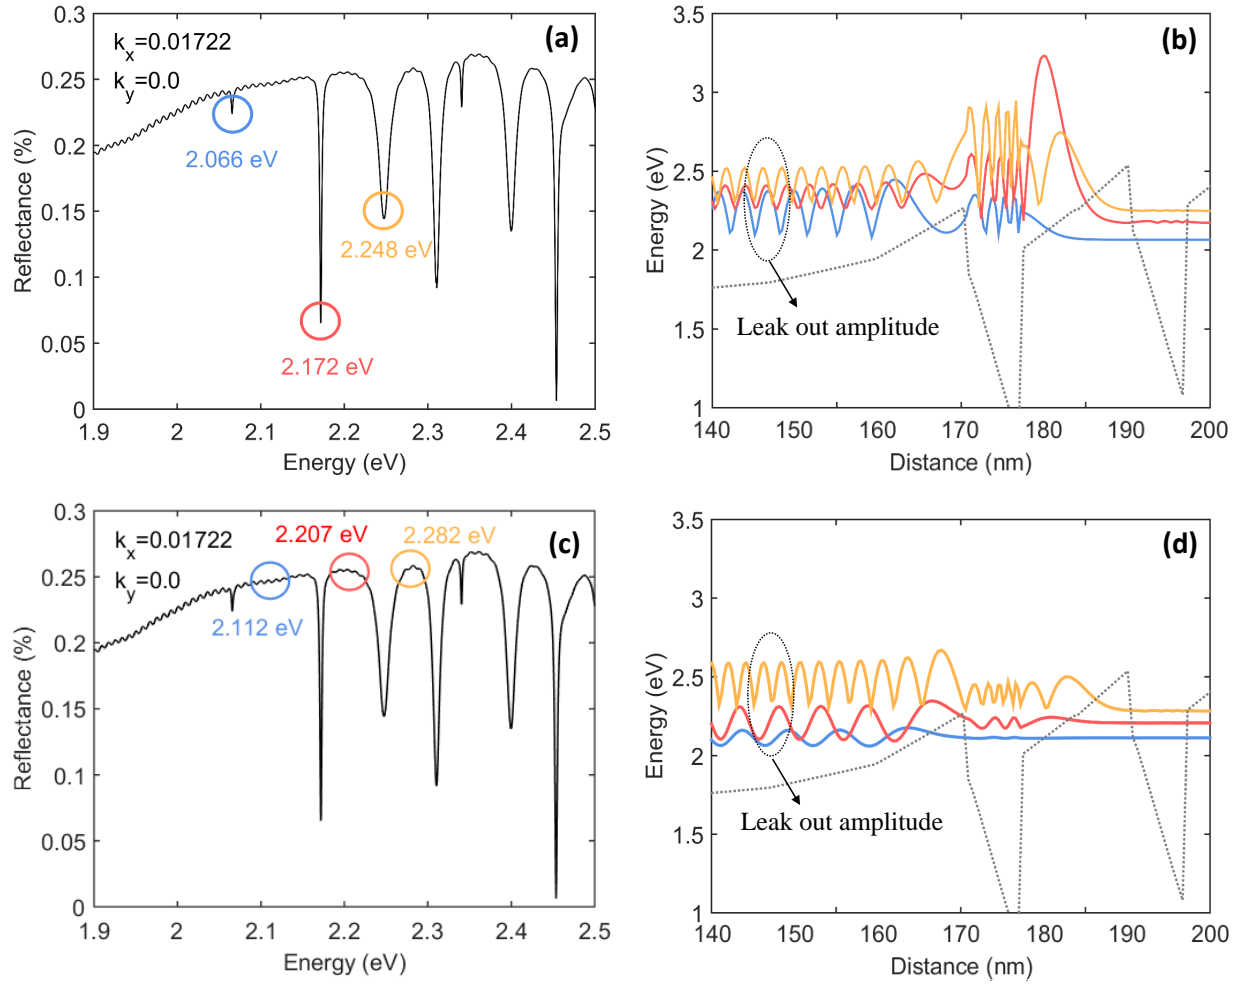 (a)
k_x=0.01722
k_y=0.0
2.066 eV
2.248 eV
2.172 eV
0.3
0.25
0.2
0.15
0.1
0.05
0
Reflectance (%)
1.9 2 2.1 2.2 2.3 2.4 2.5
Energy (eV)
(b)
Leak out amplitude
3.5
3
2.5
2
1.5
1
Energy (eV)
140 150 160 170 180 190 200
Distance (nm)
(c)
k_x=0.01722
k_y=0.0
2.207 eV 2.282 eV
2.112 eV
0.3
0.25
0.2
0.15
0.1
0.05
0
Reflectance (%)
1.9 2 2.1 2.2 2.3 2.4 2.5
Energy (eV)
(d)
Leak out amplitude
3.5
3
2.5
2
1.5
1
Energy (eV)
140 150 160 170 180 190 200
Distance (nm)